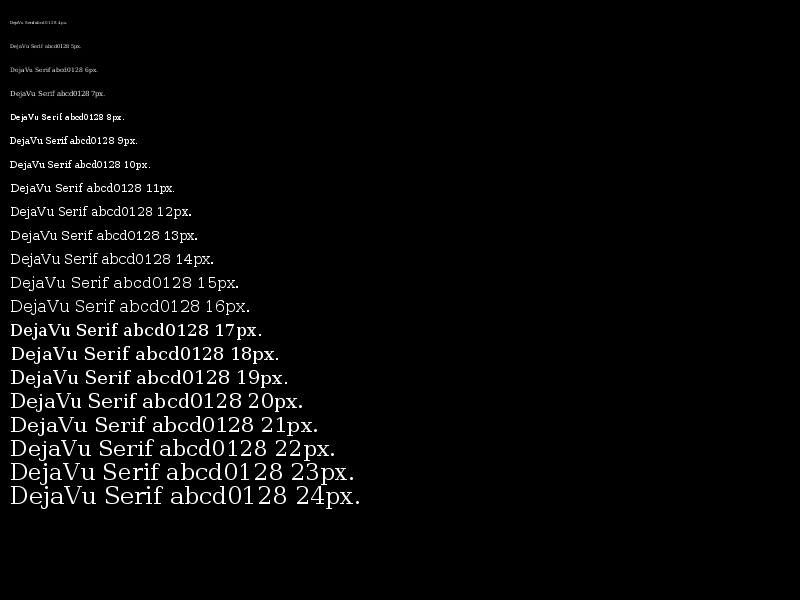 DejaVu Serif abcd0128 4px.
DejaVu Serif abcd0128 5px.
DejaVu Serif abcd0128 6px.
DejaVu Serif abcd0128 7px.
DejaVu Serif abcd0128 8px.
DejaVu Serif abcd0128 9px.
DejaVu Serif abcd0128 10px.
DejaVu Serif abcd0128 11px.
DejaVu Serif abcd0128 12px.
DejaVu Serif abcd0128 13px.
DejaVu Serif abcd0128 14px.
DejaVu Serif abcd0128 15px.
DejaVu Serif abcd0128 16px.
DejaVu Serif abcd0128 17px.
DejaVu Serif abcd0128 18px.
DejaVu Serif abcd0128 19px.
DejaVu Serif abcd0128 20px.
DejaVu Serif abcd0128 21px.
DejaVu Serif abcd0128 22px.
DejaVu Serif abcd0128 23px.
DejaVu Serif abcd0128 24px.